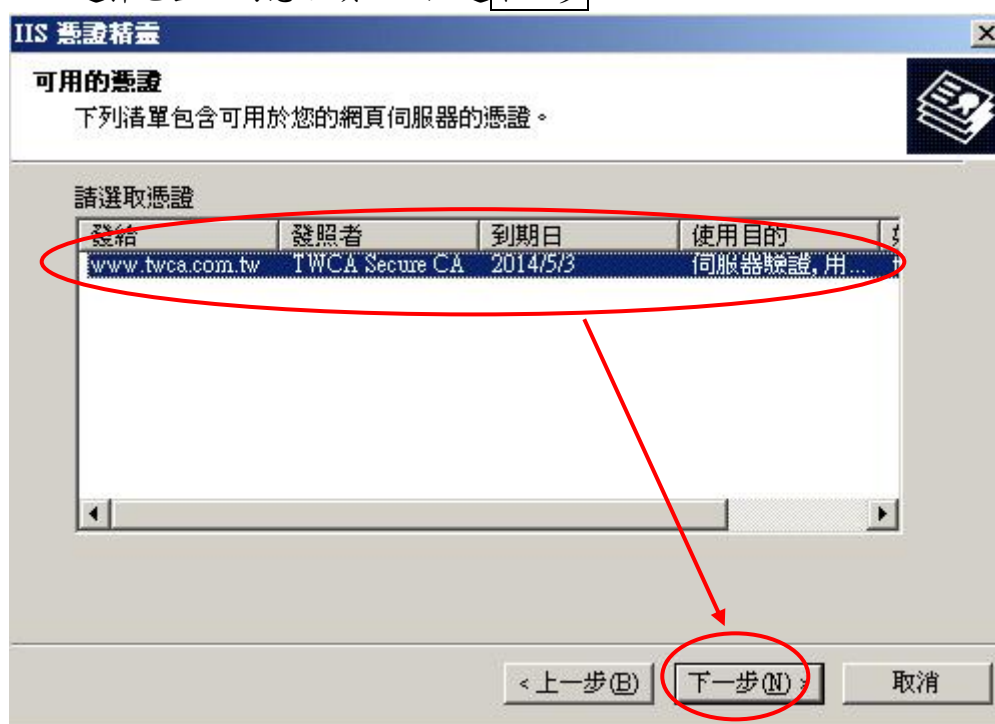 IIS 憑證精靈
可用的憑證
下列清單包含可用於您的網頁伺服器的憑證。
請選取憑證
發給 發照者 到期日 使用目的
www.twca.com.tw TWCA Secure CA 2014/5/3 伺服器驗證, 用...
<上一步(B) 下一步(N) > 取消